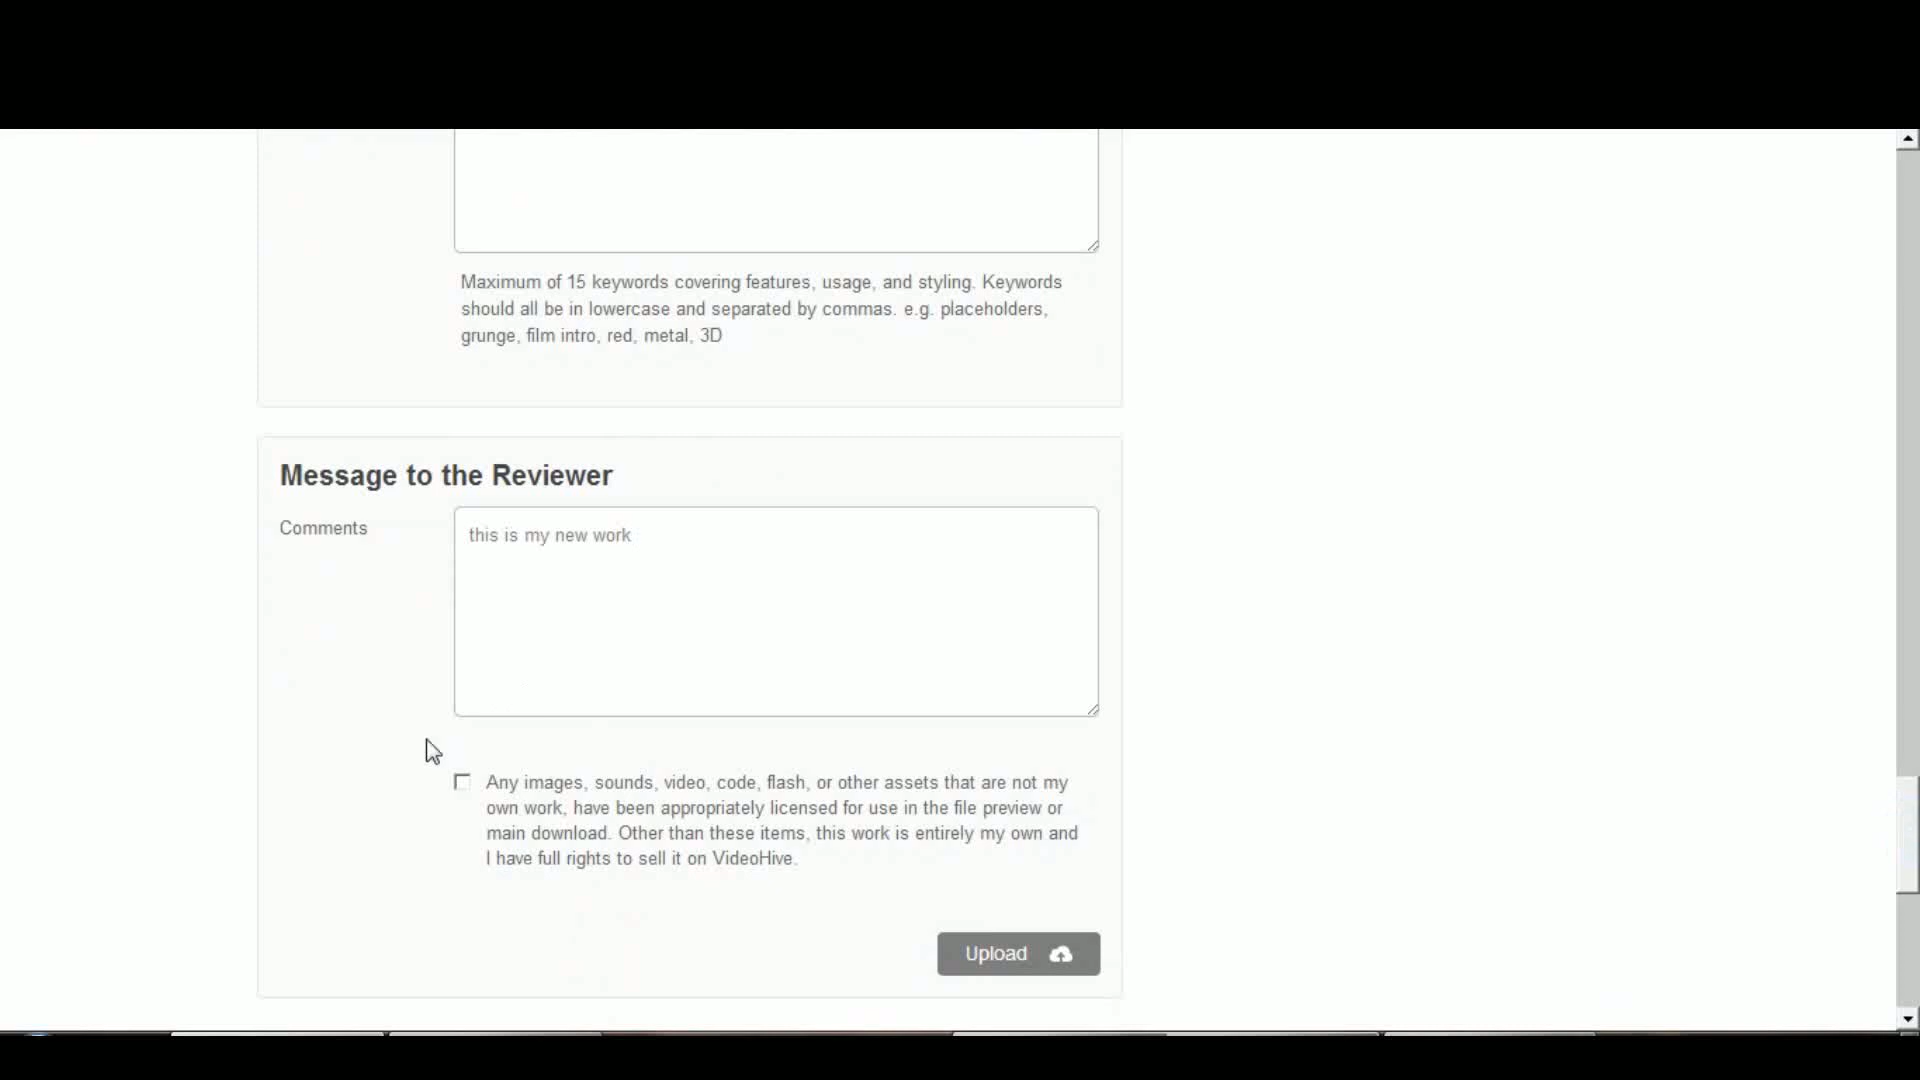 Maximum of 15 keywords covering features, usage, and styling. Keywords
should all be in lowercase and separated by commas. e.g. placeholders,
grunge, film intro, red, metal, 3D
Message to the Reviewer
Comments
this is my new work
Any images, sounds, video, code, flash, or other assets that are not my
own work, have been appropriately licensed for use in the file preview or
main download. Other than these items, this work is entirely my own and
I have full rights to sell it on VideoHive.
Upload